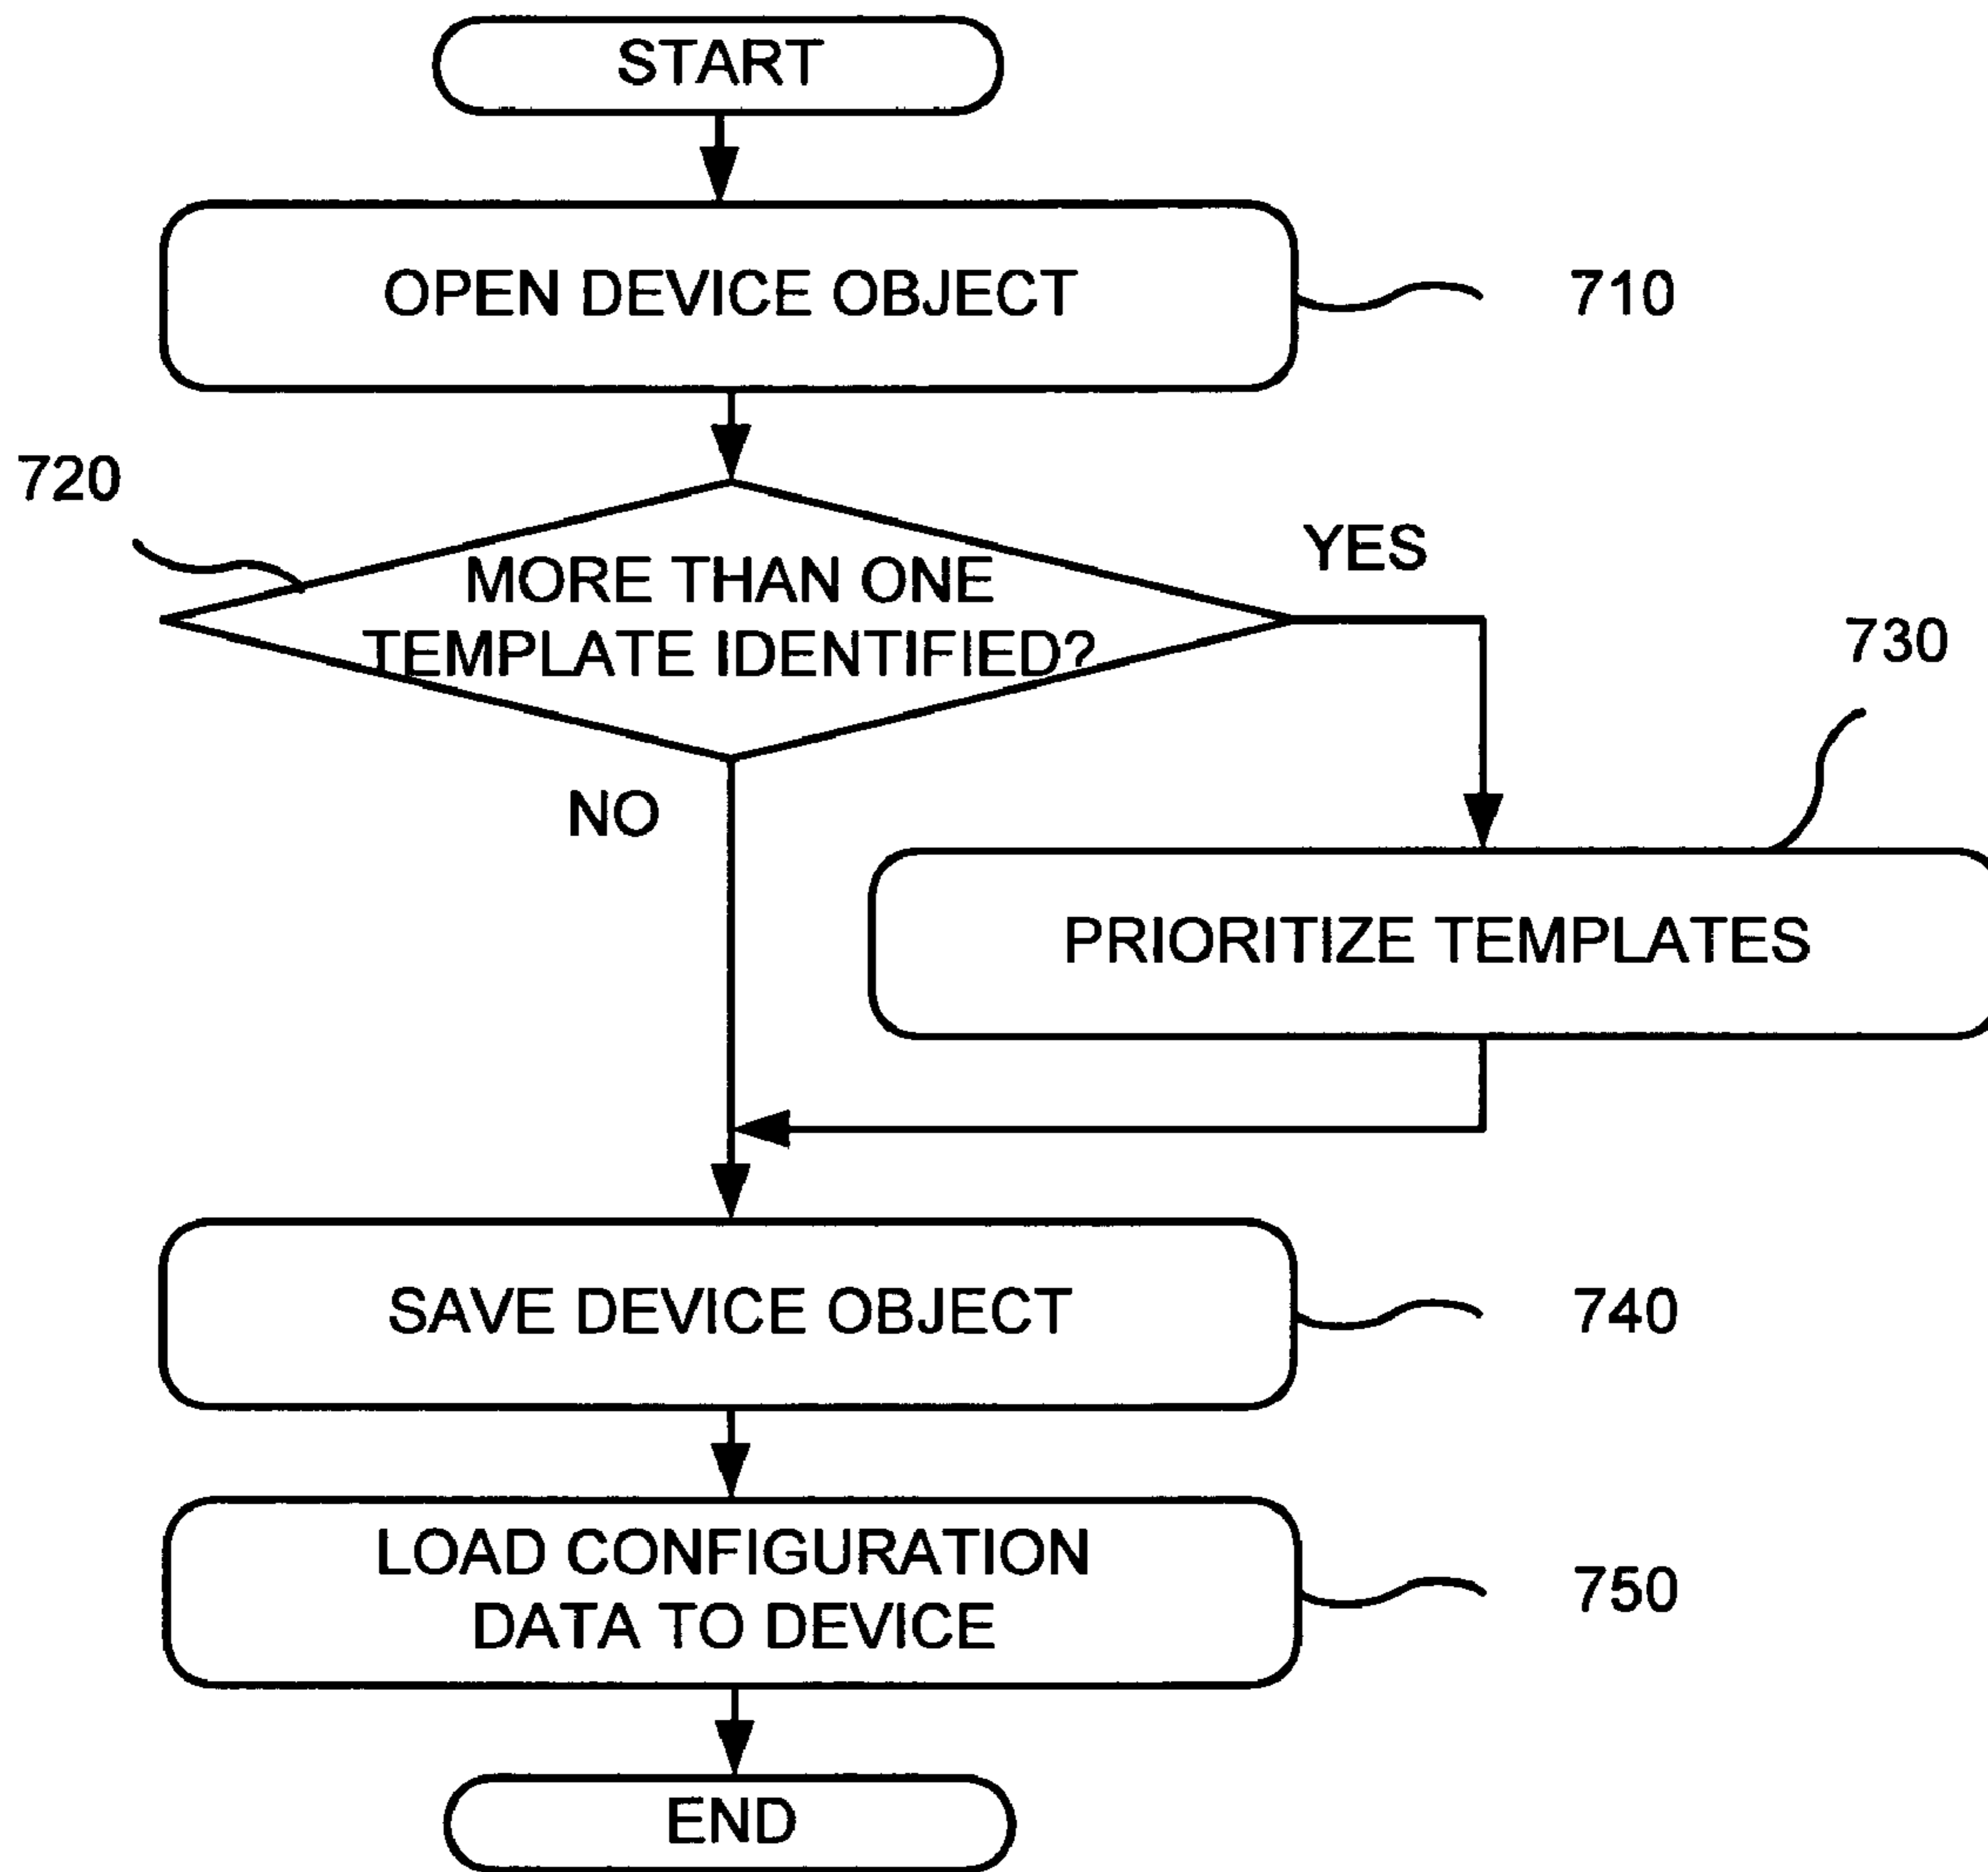 START
OPEN DEVICE OBJECT
710
720
MORE THAN ONE
TEMPLATE IDENTIFIED?
YES
730
NO
PRIORITIZE TEMPLATES
SAVE DEVICE OBJECT
740
LOAD CONFIGURATION
DATA TO DEVICE
750
END